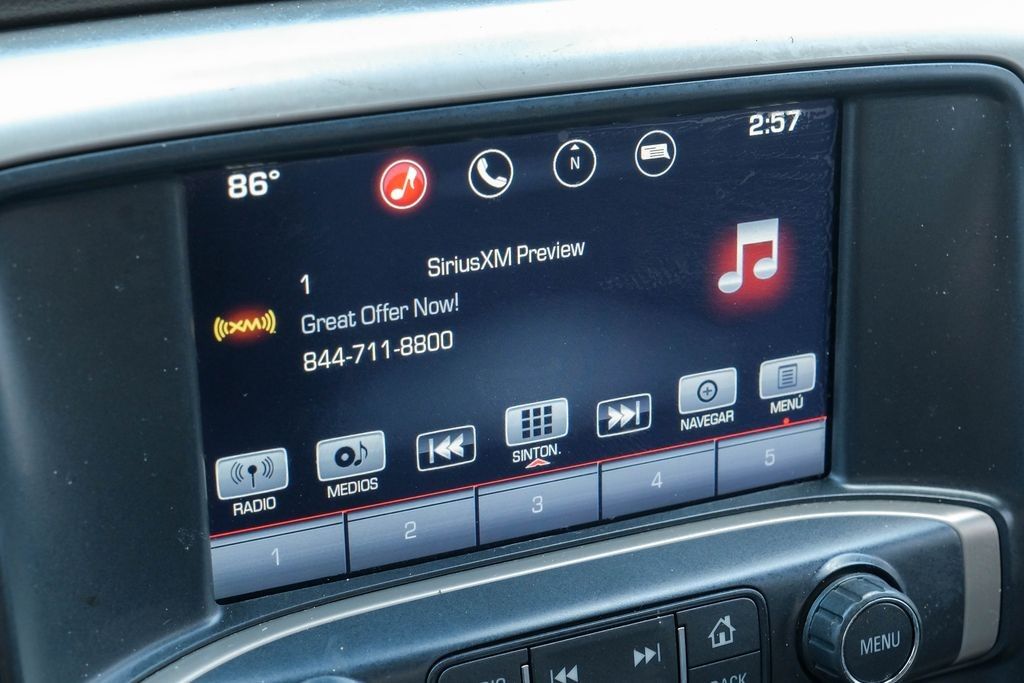 86°
N
2:57
SiriusXM Preview
1
Great Offer Now!
844-711-8800
XM
RADIO
MEDIOS
SINTON.
NAVEGAR
MENÚ
1
2
3
4
5
MENU